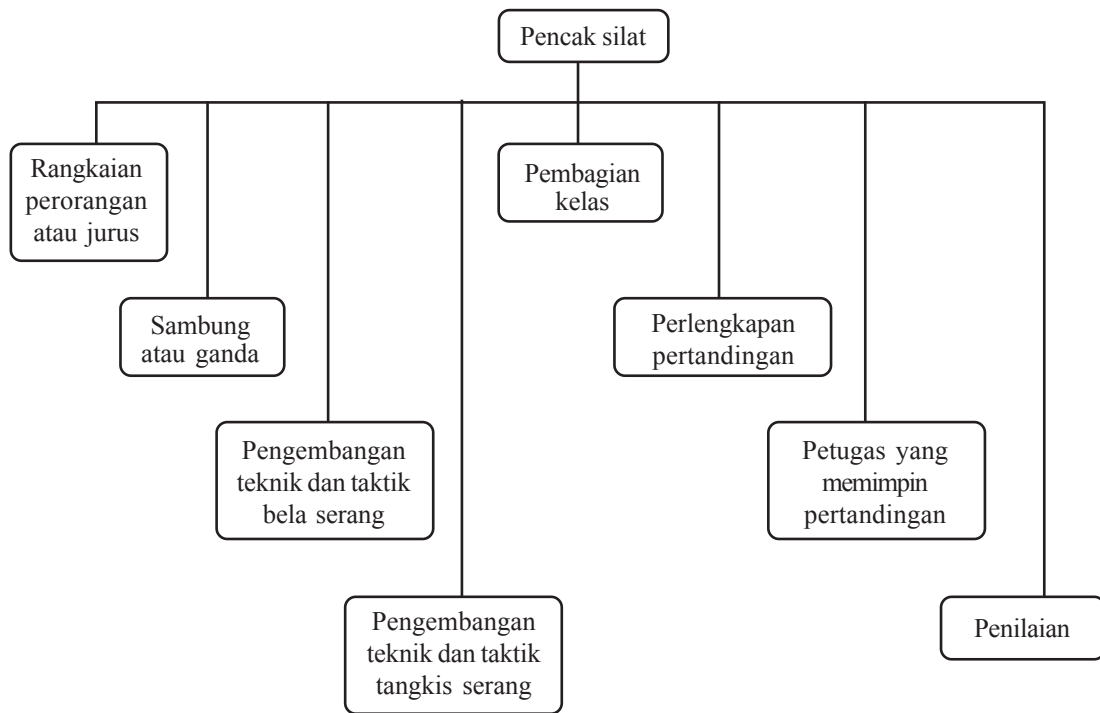 Pencak silat
Rangkaian
perorangan
atau jurus
Sambung
atau ganda
Pengembangan
teknik dan taktik
bela serang
Pengembangan
teknik dan taktik
tangkis serang
Pembagian
kelas
Perlengkapan
pertandingan
Petugas yang
memimpin
pertandingan
Penilaian